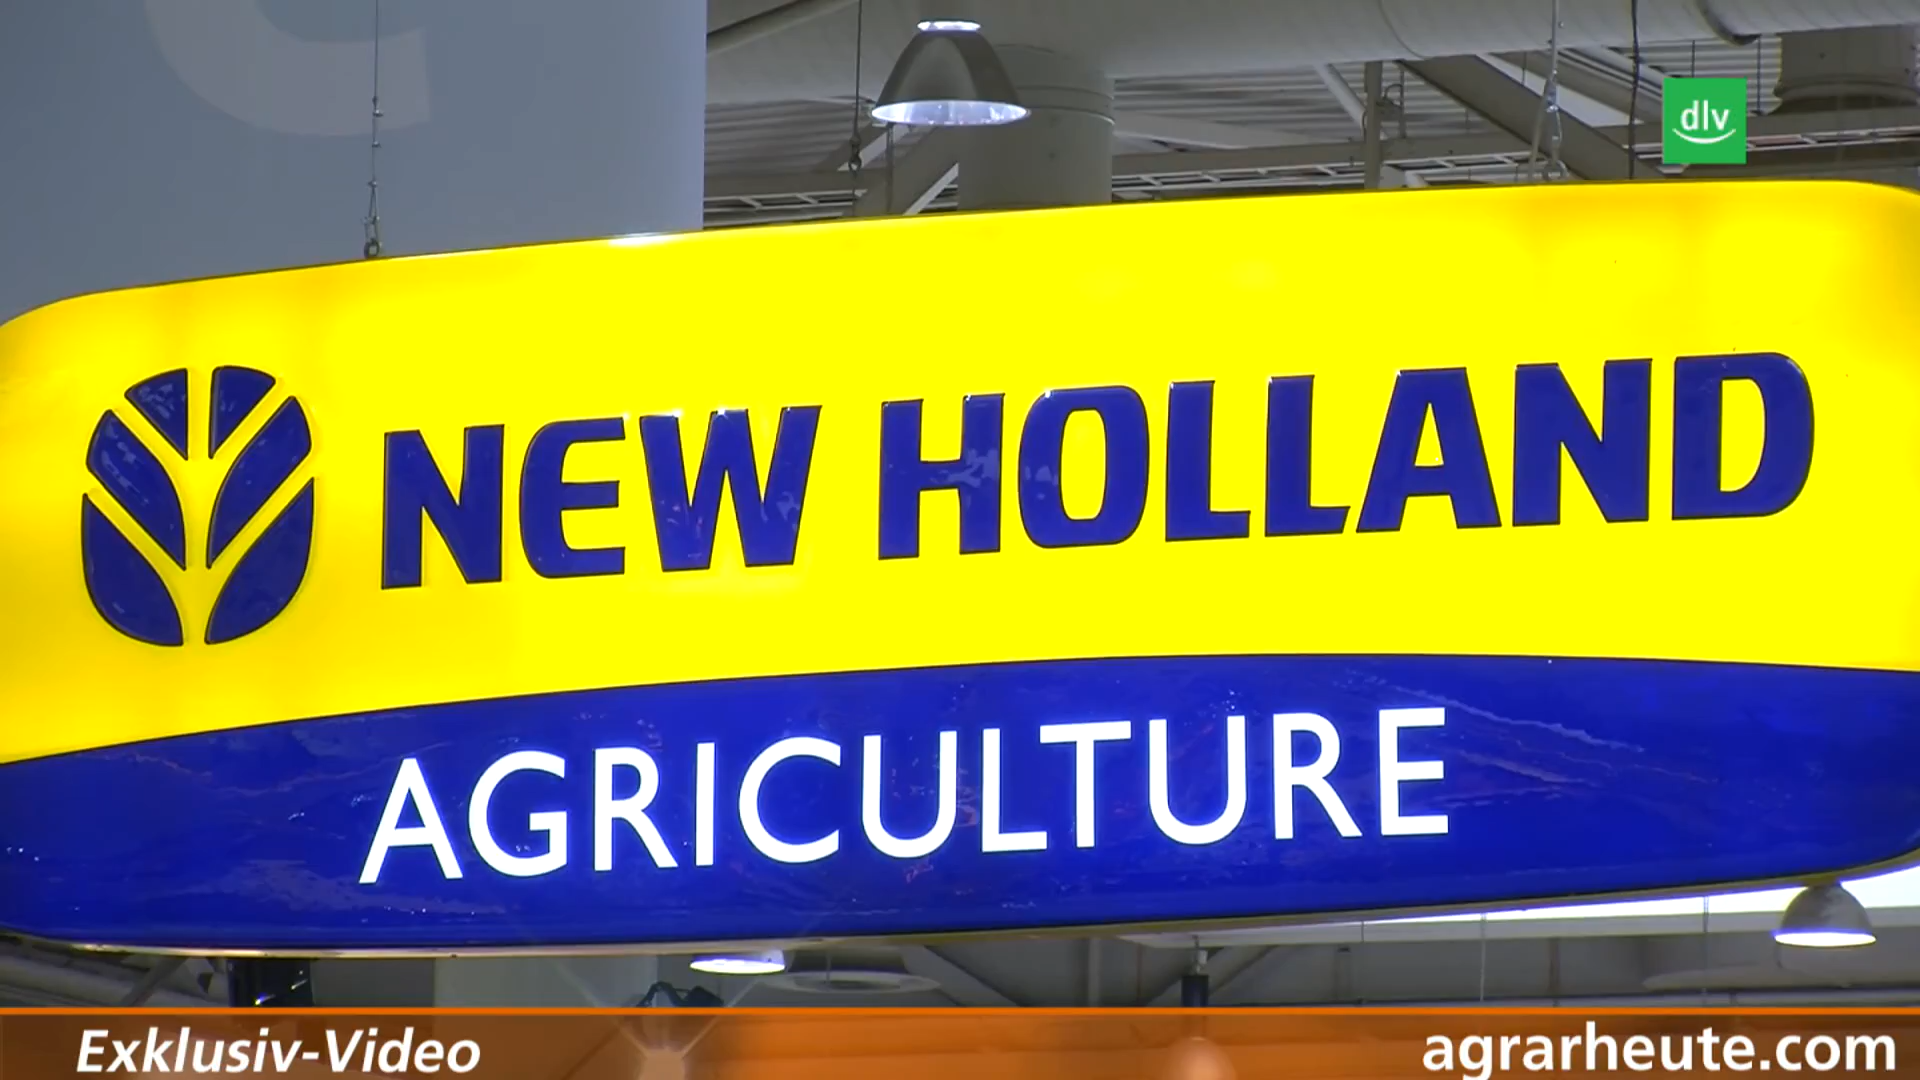 dlv
NEW HOLLAND
AGRICULTURE
Exklusiv-Video
agrarheute.com